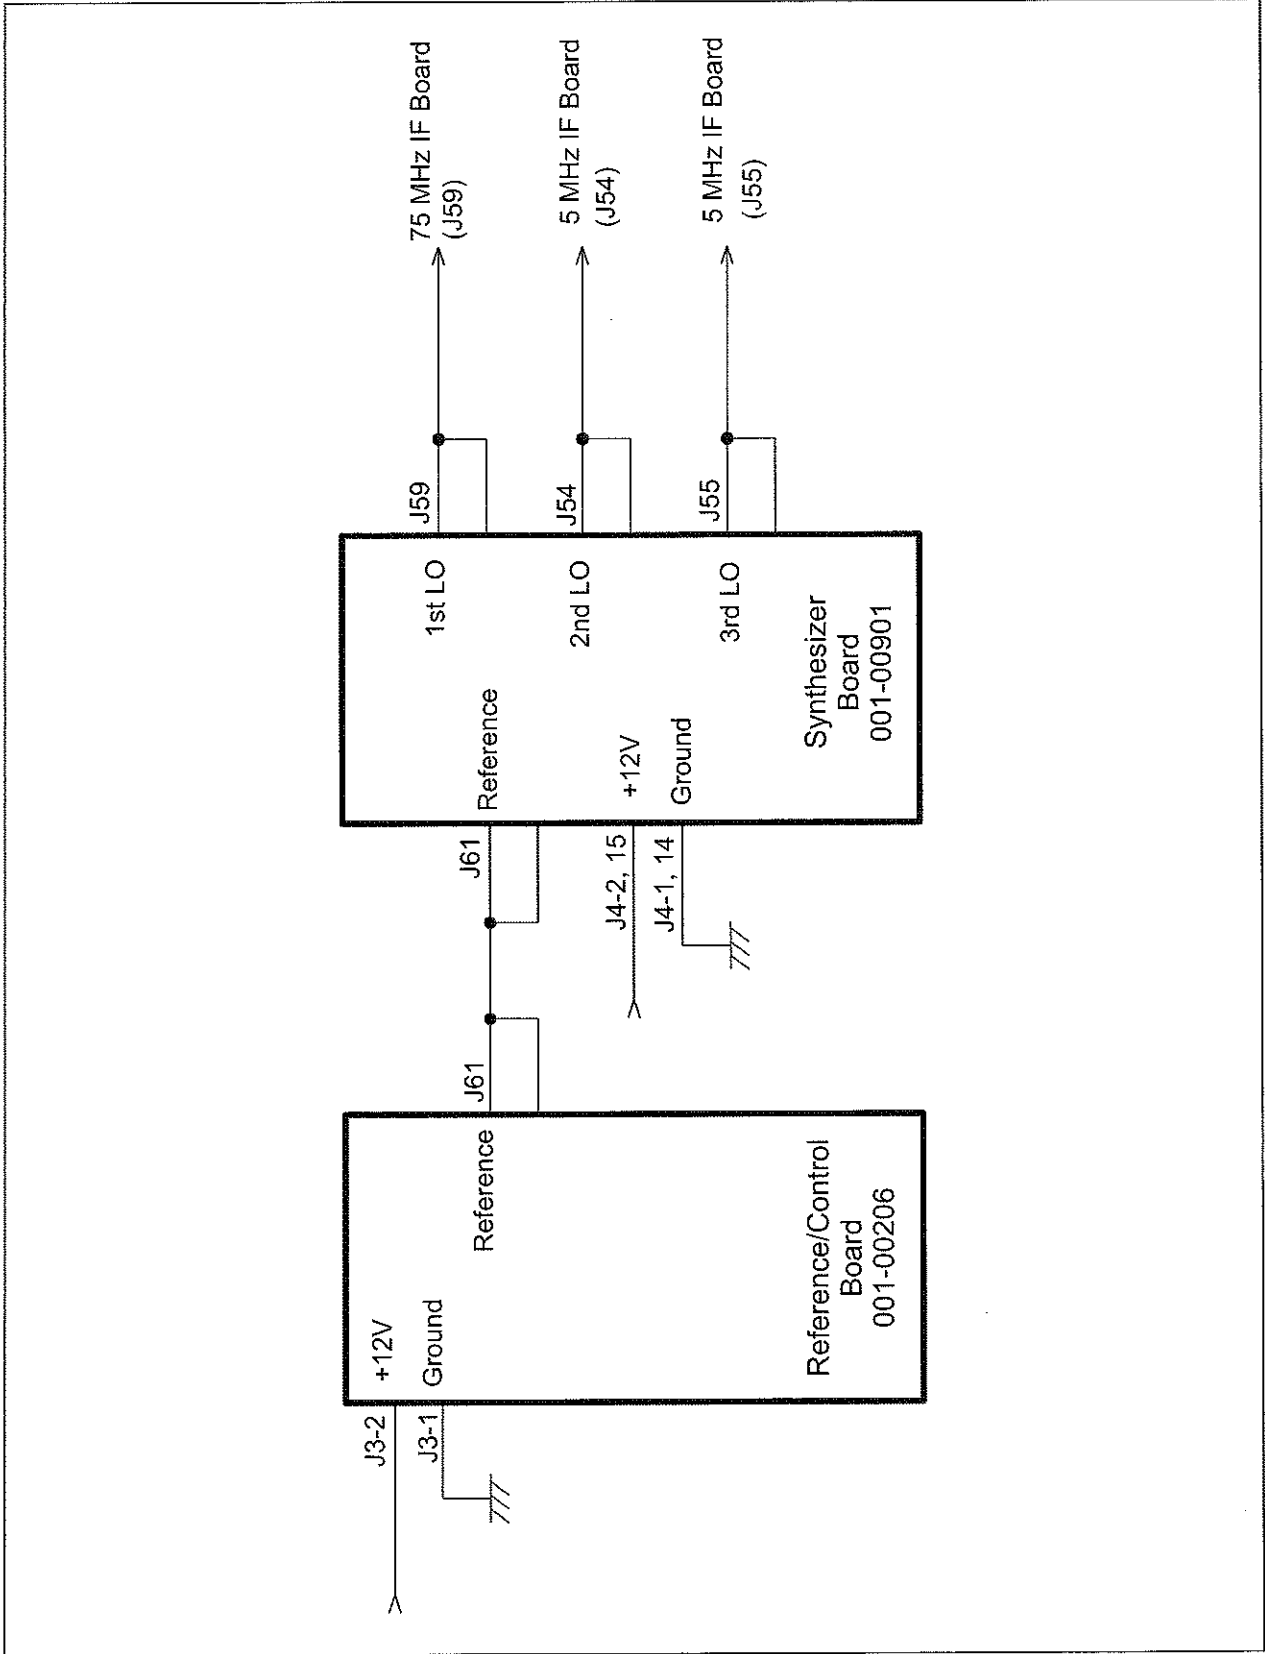 J3-2
+12V
J3-1
Ground
Reference
J61
Reference/Control
Board
001-00206
J61
Reference
J4-2, 15
+12V
J4-1, 14
Ground
1st LO
J59
2nd LO
J54
3rd LO
J55
Synthesizer
Board
001-00901
75 MHz IF Board
(J59)
5 MHz IF Board
(J54)
5 MHz IF Board
(J55)